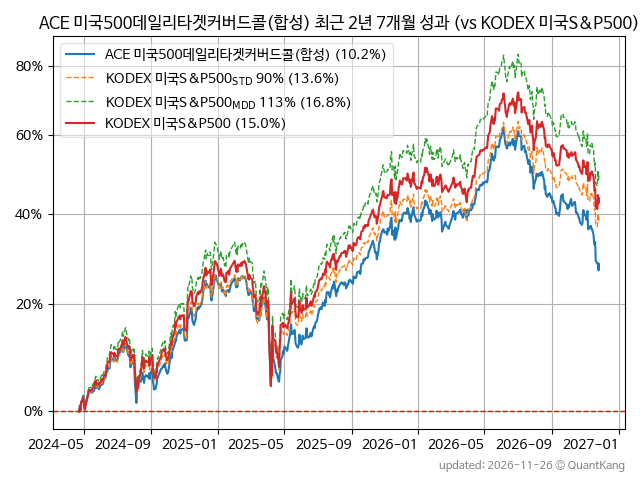 ACE 미국500데일리타겟커버드콜(합성) 최근 2년 7개월 성과 (vs KODEX 미국S&P500)
ACE 미국500데일리타겟커버드콜(합성) (10.2%)
KODEX 미국S&P500STD 90% (13.6%)
KODEX 미국S&P500MDD 113% (16.8%)
KODEX 미국S&P500 (15.0%)
80%
60%
40%
20%
0%
2024-05 2024-09 2025-01 2025-05 2025-09 2026-01 2026-05 2026-09 2027-01
updated: 2026-11-26 © QuantKang